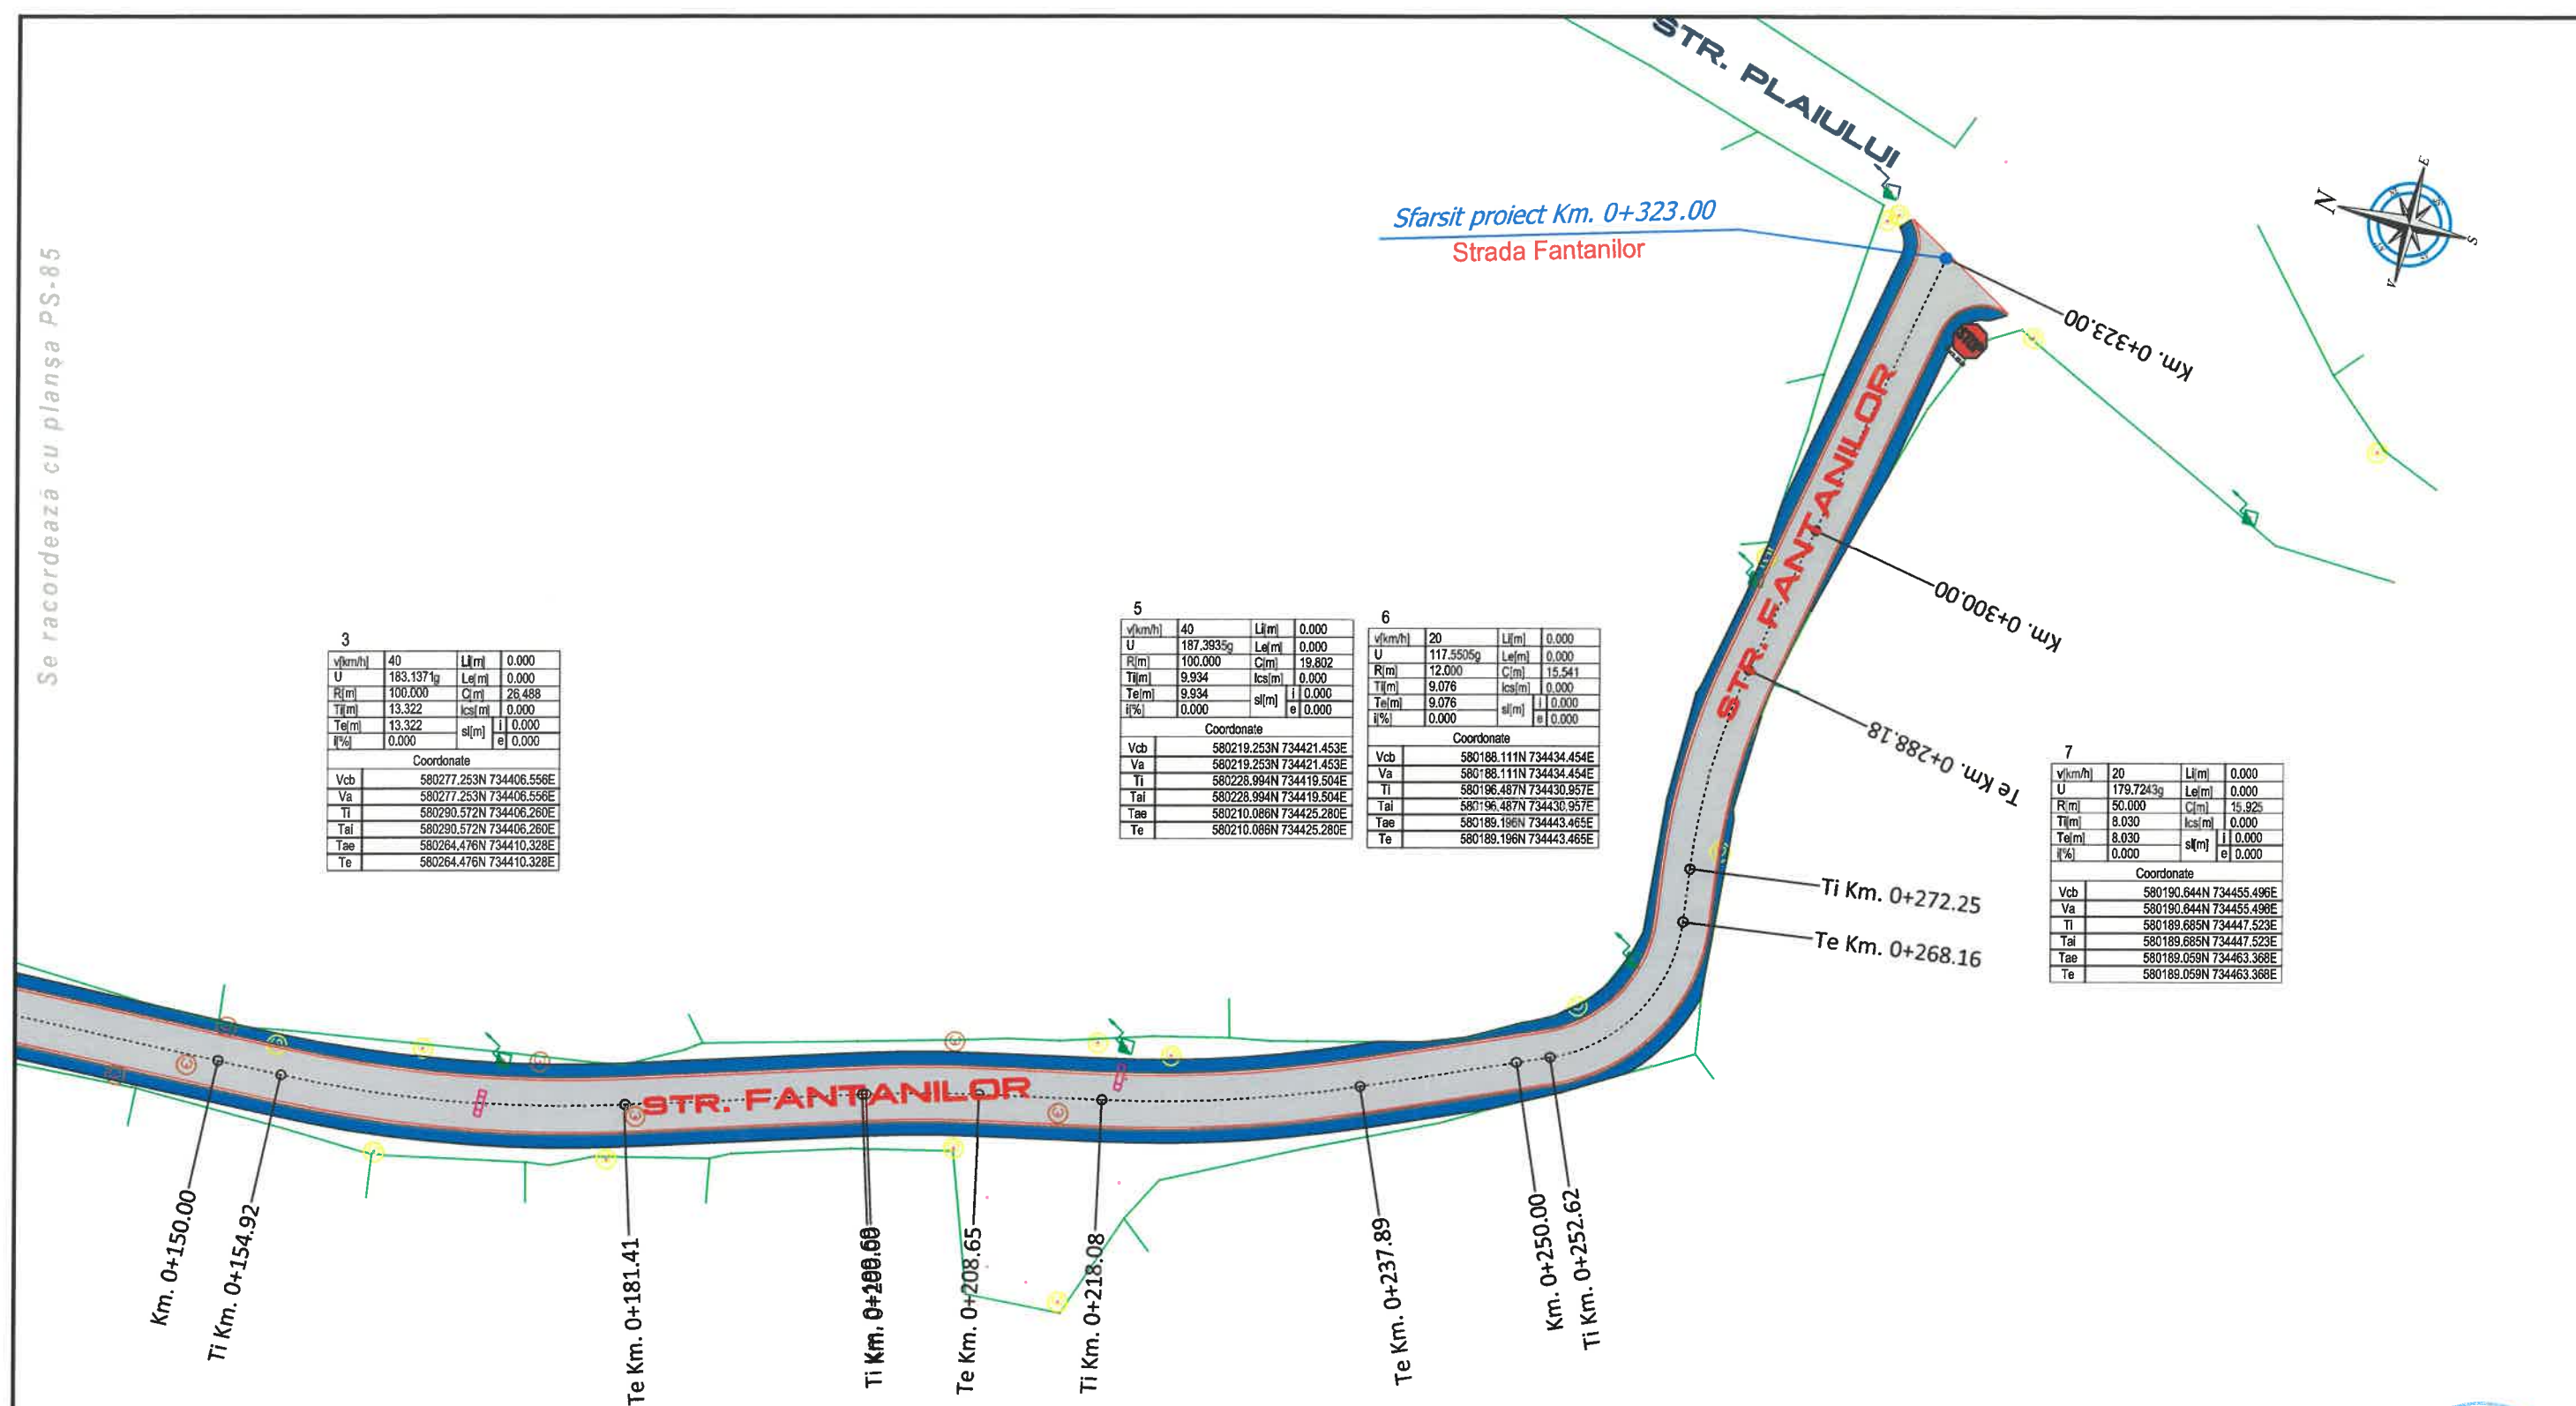 STR. PLAIULUI
Sfarsit proiect Km. 0+323.00
Strada Fantanilor
N
E
S
V
Se racordează cu planșa PS-85
STOP
Km. 0+323.00
STR. FANTANILOR
Km. 0+300.00
Te Km. 0+288.18
Ti Km. 0+272.25
Te Km. 0+268.16
3
v[km/h] 40 Li[m] 0.000
U 183.1371g Le[m] 0.000
R[m] 100.000 C[m] 26.488
Ti[m] 13.322 lcs[m] 0.000
Te[m] 13.322 sl[m] i 0.000
i[%] 0.000 e 0.000
Coordonate
Vcb 580277.253N 734406.556E
Va 580277.253N 734406.556E
Ti 580290.572N 734406.260E
Tai 580290.572N 734406.260E
Tae 580264.476N 734410.328E
Te 580264.476N 734410.328E
5
v[km/h] 40 Li[m] 0.000
U 187.3935g Le[m] 0.000
R[m] 100.000 C[m] 19.802
Ti[m] 9.934 lcs[m] 0.000
Te[m] 9.934 sl[m] i 0.000
i[%] 0.000 e 0.000
Coordonate
Vcb 580219.253N 734421.453E
Va 580219.253N 734421.453E
Ti 580228.994N 734419.504E
Tai 580228.994N 734419.504E
Tae 580210.086N 734425.280E
Te 580210.086N 734425.280E
6
v[km/h] 20 Li[m] 0.000
U 117.5505g Le[m] 0.000
R[m] 12.000 C[m] 15.541
Ti[m] 9.076 lcs[m] 0.000
Te[m] 9.076 sl[m] i 0.000
i[%] 0.000 e 0.000
Coordonate
Vcb 580188.111N 734434.454E
Va 580188.111N 734434.454E
Ti 580196.487N 734430.957E
Tai 580196.487N 734430.957E
Tae 580189.196N 734443.465E
Te 580189.196N 734443.465E
7
v[km/h] 20 Li[m] 0.000
U 179.7243g Le[m] 0.000
R[m] 50.000 C[m] 15.925
Ti[m] 8.030 lcs[m] 0.000
Te[m] 8.030 sl[m] i 0.000
i[%] 0.000 e 0.000
Coordonate
Vcb 580190.644N 734455.496E
Va 580190.644N 734455.496E
Ti 580189.685N 734447.523E
Tai 580189.685N 734447.523E
Tae 580189.059N 734463.368E
Te 580189.059N 734463.368E
STR. FANTANILOR
Km. 0+150.00
Ti Km. 0+154.92
Te Km. 0+181.41
Te Km. 0+208.65
Ti Km. 0+218.08
Te Km. 0+237.89
Km. 0+250.00
Ti Km. 0+252.62